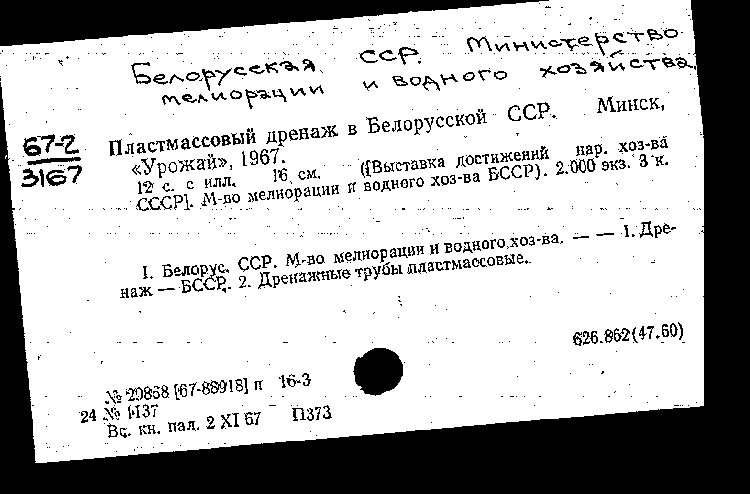 Белорусская ССР. Министерство
мелиорации и водного хозяйства.
67-2
3167
Пластмассовый дренаж в Белорусской ССР. Минск,
«Урожай», 1967.
12 с. с илл. 16 см. ([Выставка достижений нар. хоз-ва
СССР]. М-во мелиорации и водного хоз-ва БССР). 2.000 экз. 3 к.
I. Белорус. ССР. М-во мелиорации и водного хоз-ва. — — 1. Дре-
наж — БССР. 2. Дренажные трубы пластмассовые.
626.862(47.60)
№ 20868 [67-88918] п 16-3
24 № 1137
Вс. кн. пал. 2 XI 67 П373